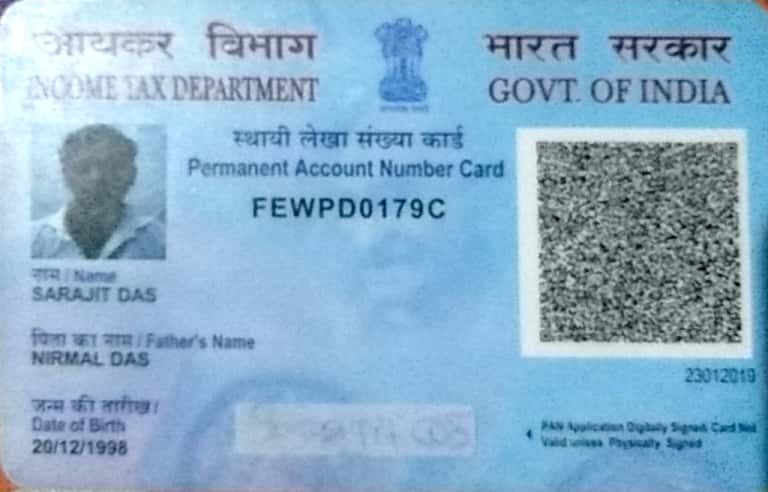 आयकर विभाग
INCOME TAX DEPARTMENT
भारत सरकार
GOVT. OF INDIA
स्थायी लेखा संख्या कार्ड
Permanent Account Number Card
FEWPD0179C
नाम / Name
SARAJIT DAS
पिता का नाम / Father's Name
NIRMAL DAS
जन्म की तारीख /
Date of Birth
20/12/1998
23012019
PAN Application Digitally Signed, Card Not
Valid unless Physically Signed